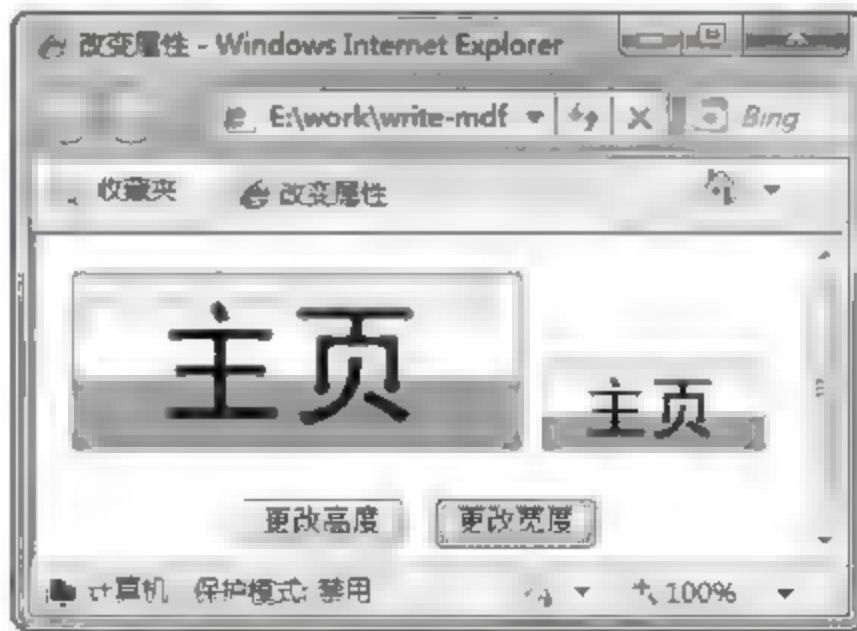 改变属性 - Windows Internet Explorer
E:\work\write-mdf
Bing
收藏夹
改变属性
主页
主页
更改高度
更改宽度
计算机
保护模式: 禁用
100%